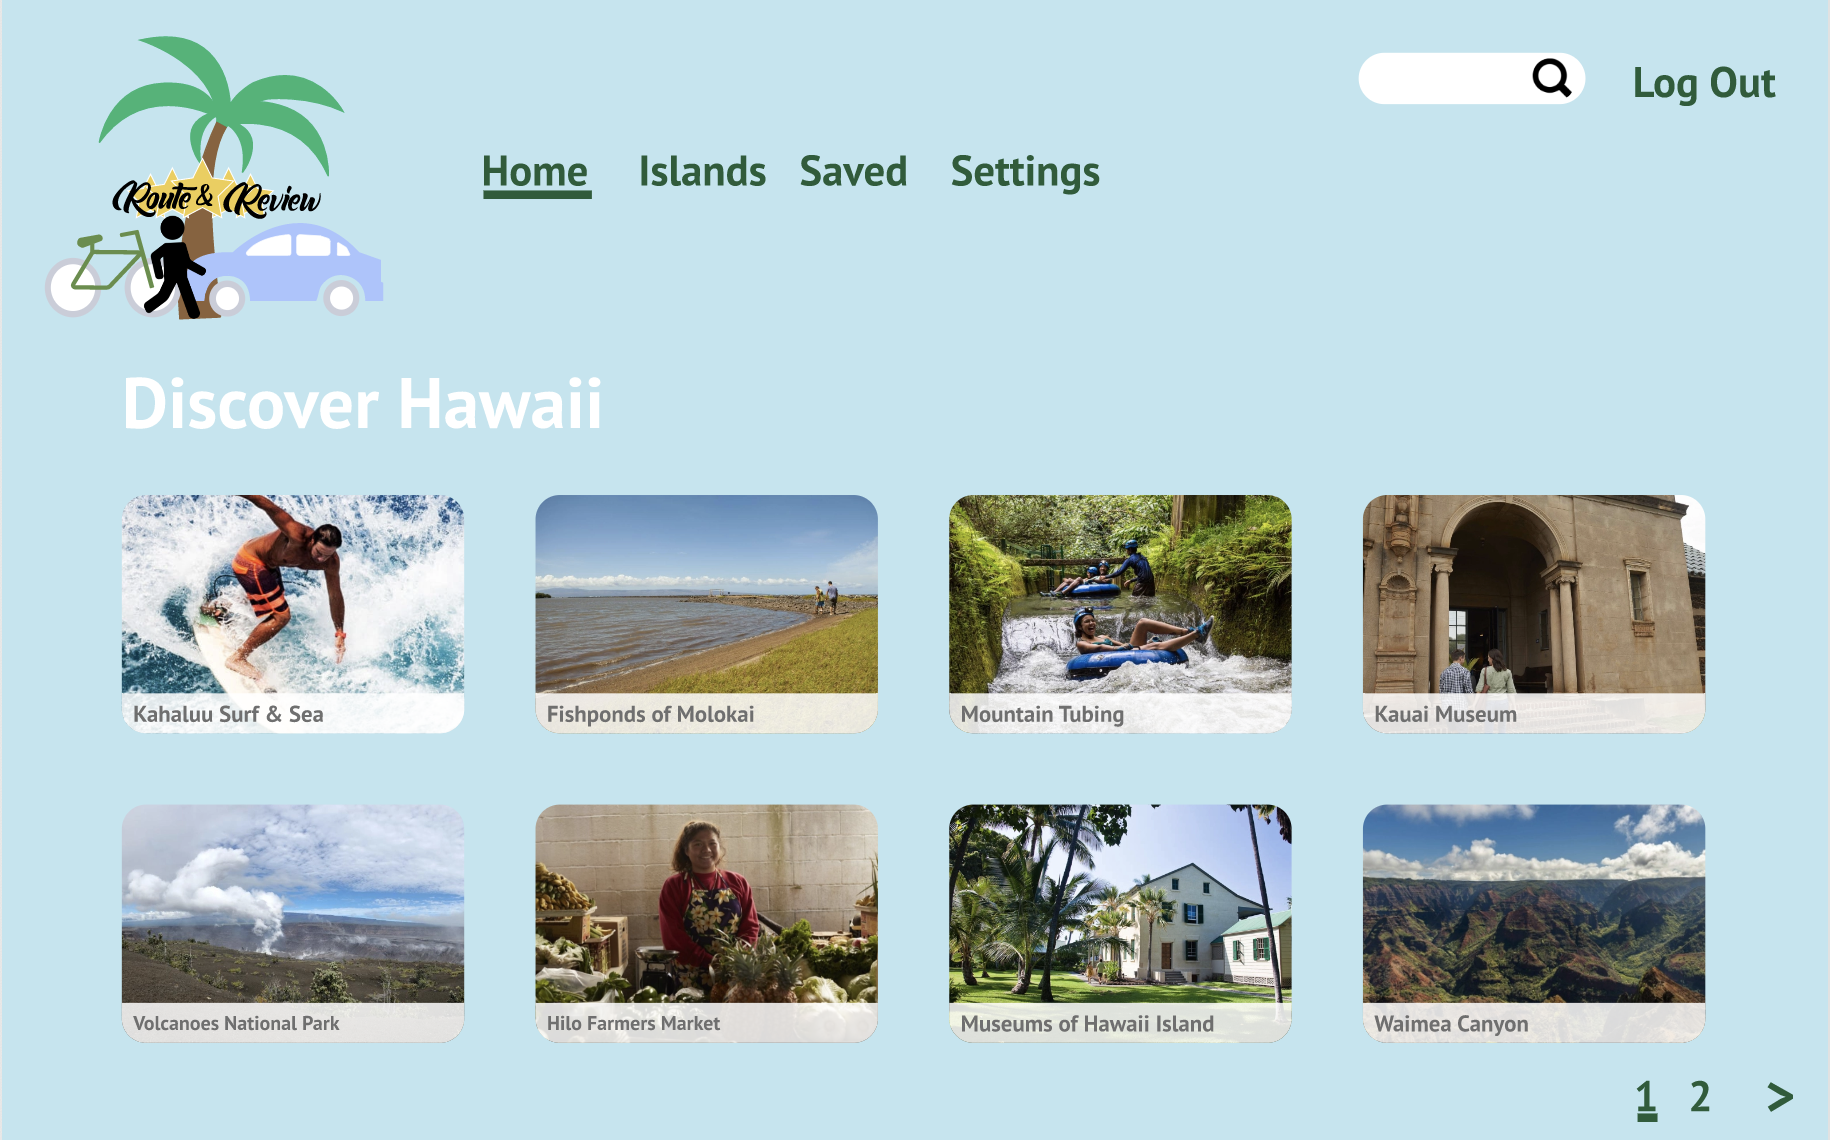 Log Out
Home Islands Saved Settings
Route & Review
Discover Hawaii
Kahaluu Surf & Sea
Fishponds of Molokai
Mountain Tubing
Kauai Museum
Volcanoes National Park
Hilo Farmers Market
Museums of Hawaii Island
Waimea Canyon
1 2 >